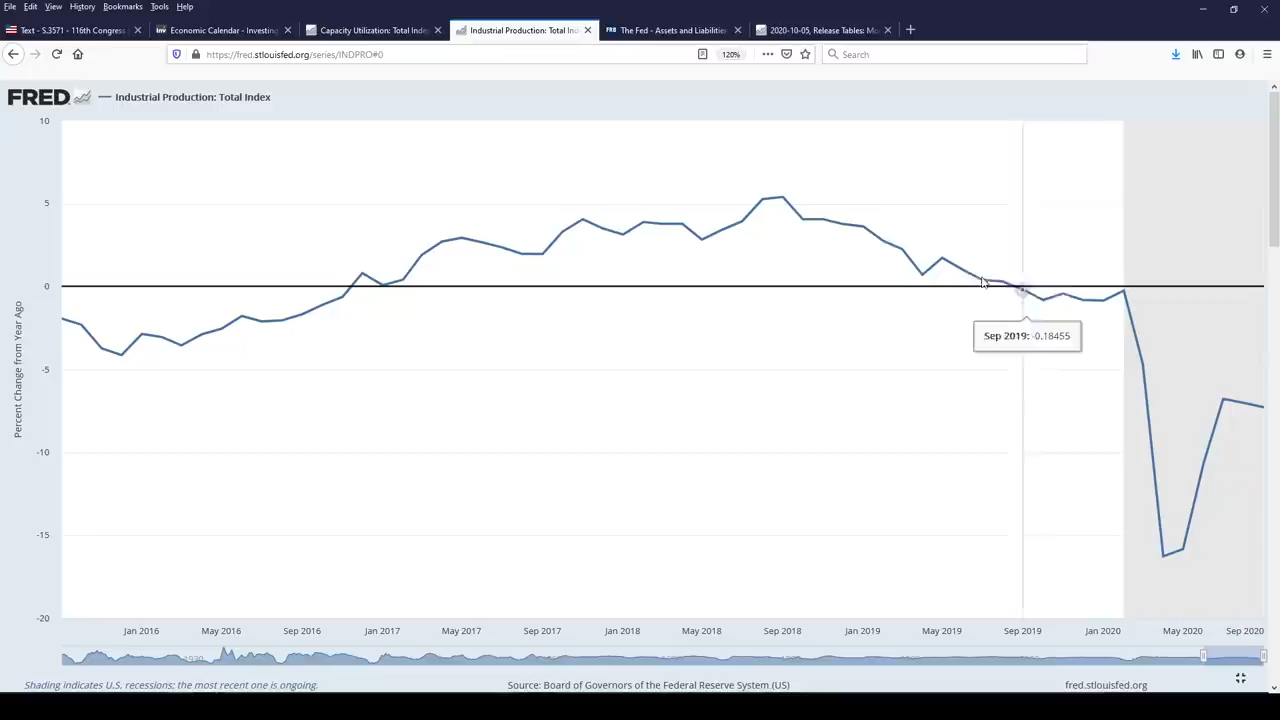 File Edit View History Bookmarks Tools Help
Text - S.3571 - 116th Congress
Economic Calendar - Investing
Capacity Utilization: Total Inde
Industrial Production: Total In
The Fed - Assets and Liabilities
2020-10-05, Release Tables: Mo
https://fred.stlouisfed.org/series/INDPRO#0
120%
Search
FRED
Industrial Production: Total Index
Percent Change from Year Ago
10
5
0
-5
-10
-15
-20
Sep 2019: -0.18455
Jan 2016 May 2016 Sep 2016 Jan 2017 May 2017 Sep 2017 Jan 2018 May 2018 Sep 2018 Jan 2019 May 2019 Sep 2019 Jan 2020 May 2020 Sep 2020
Shading indicates U.S. recessions; the most recent one is ongoing.
Source: Board of Governors of the Federal Reserve System (US)
fred.stlouisfed.org